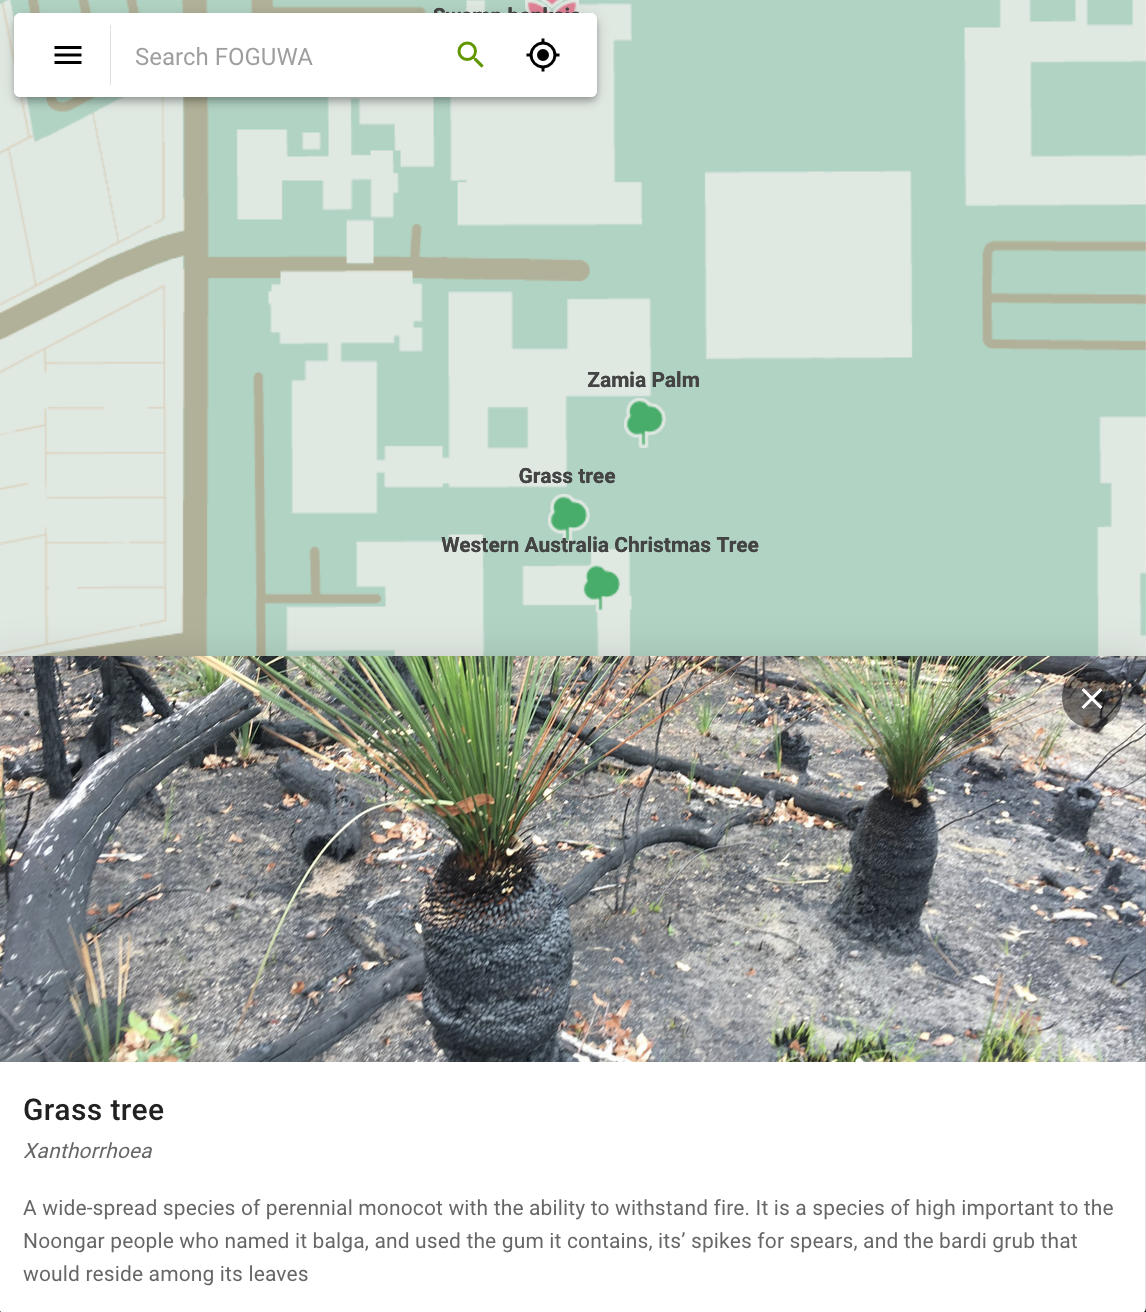 Swamp banksia
Search FOGUWA
Zamia Palm
Grass tree
Western Australia Christmas Tree
Grass tree
Xanthorrhoea
A wide-spread species of perennial monocot with the ability to withstand fire. It is a species of high important to the
Noongar people who named it balga, and used the gum it contains, its’ spikes for spears, and the bardi grub that
would reside among its leaves